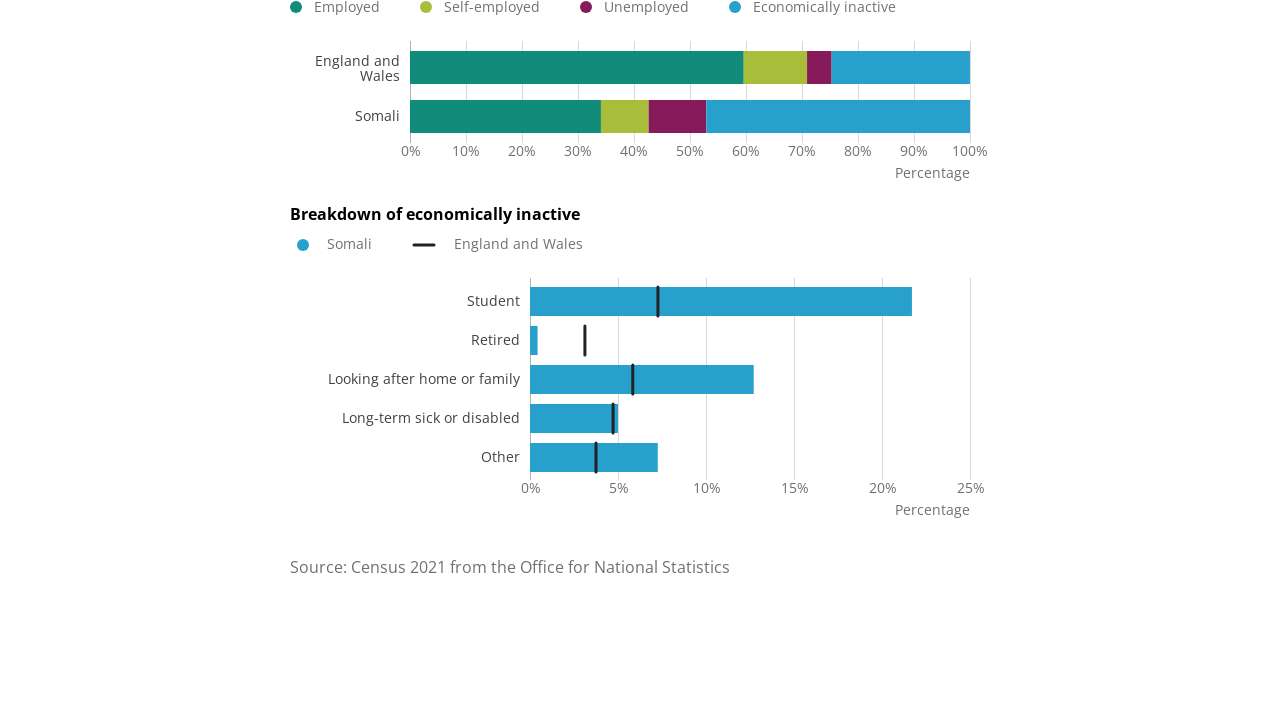 Employed Self-employed Unemployed Economically inactive
England and
Wales
Somali
0% 10% 20% 30% 40% 50% 60% 70% 80% 90% 100%
Percentage
Breakdown of economically inactive
Somali England and Wales
Student
Retired
Looking after home or family
Long-term sick or disabled
Other
0% 5% 10% 15% 20% 25%
Percentage
Source: Census 2021 from the Office for National Statistics